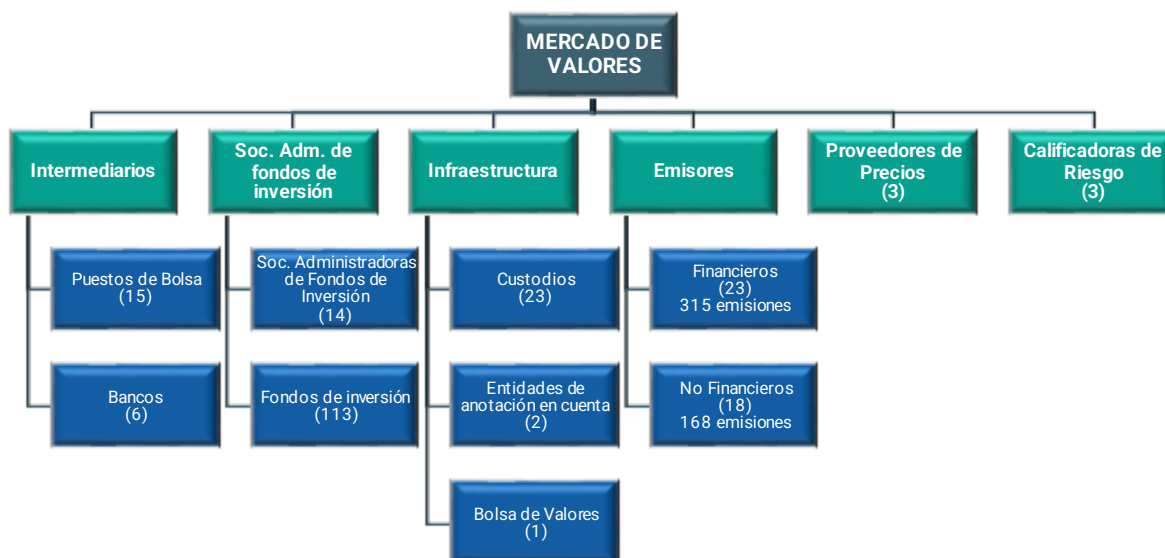 MERCADO DE
VALORES
Intermediarios
Soc. Adm. de
fondos de
inversión
Infraestructura
Emisores
Proveedores de
Precios
(3)
Calificadoras de
Riesgo
(3)
Puestos de Bolsa
(15)
Soc. Administradoras
de Fondos de
Inversión
(14)
Custodios
(23)
Financieros
(23)
315 emisiones
Bancos
(6)
Fondos de inversión
(113)
Entidades de
anotación en cuenta
(2)
No Financieros
(18)
168 emisiones
Bolsa de Valores
(1)